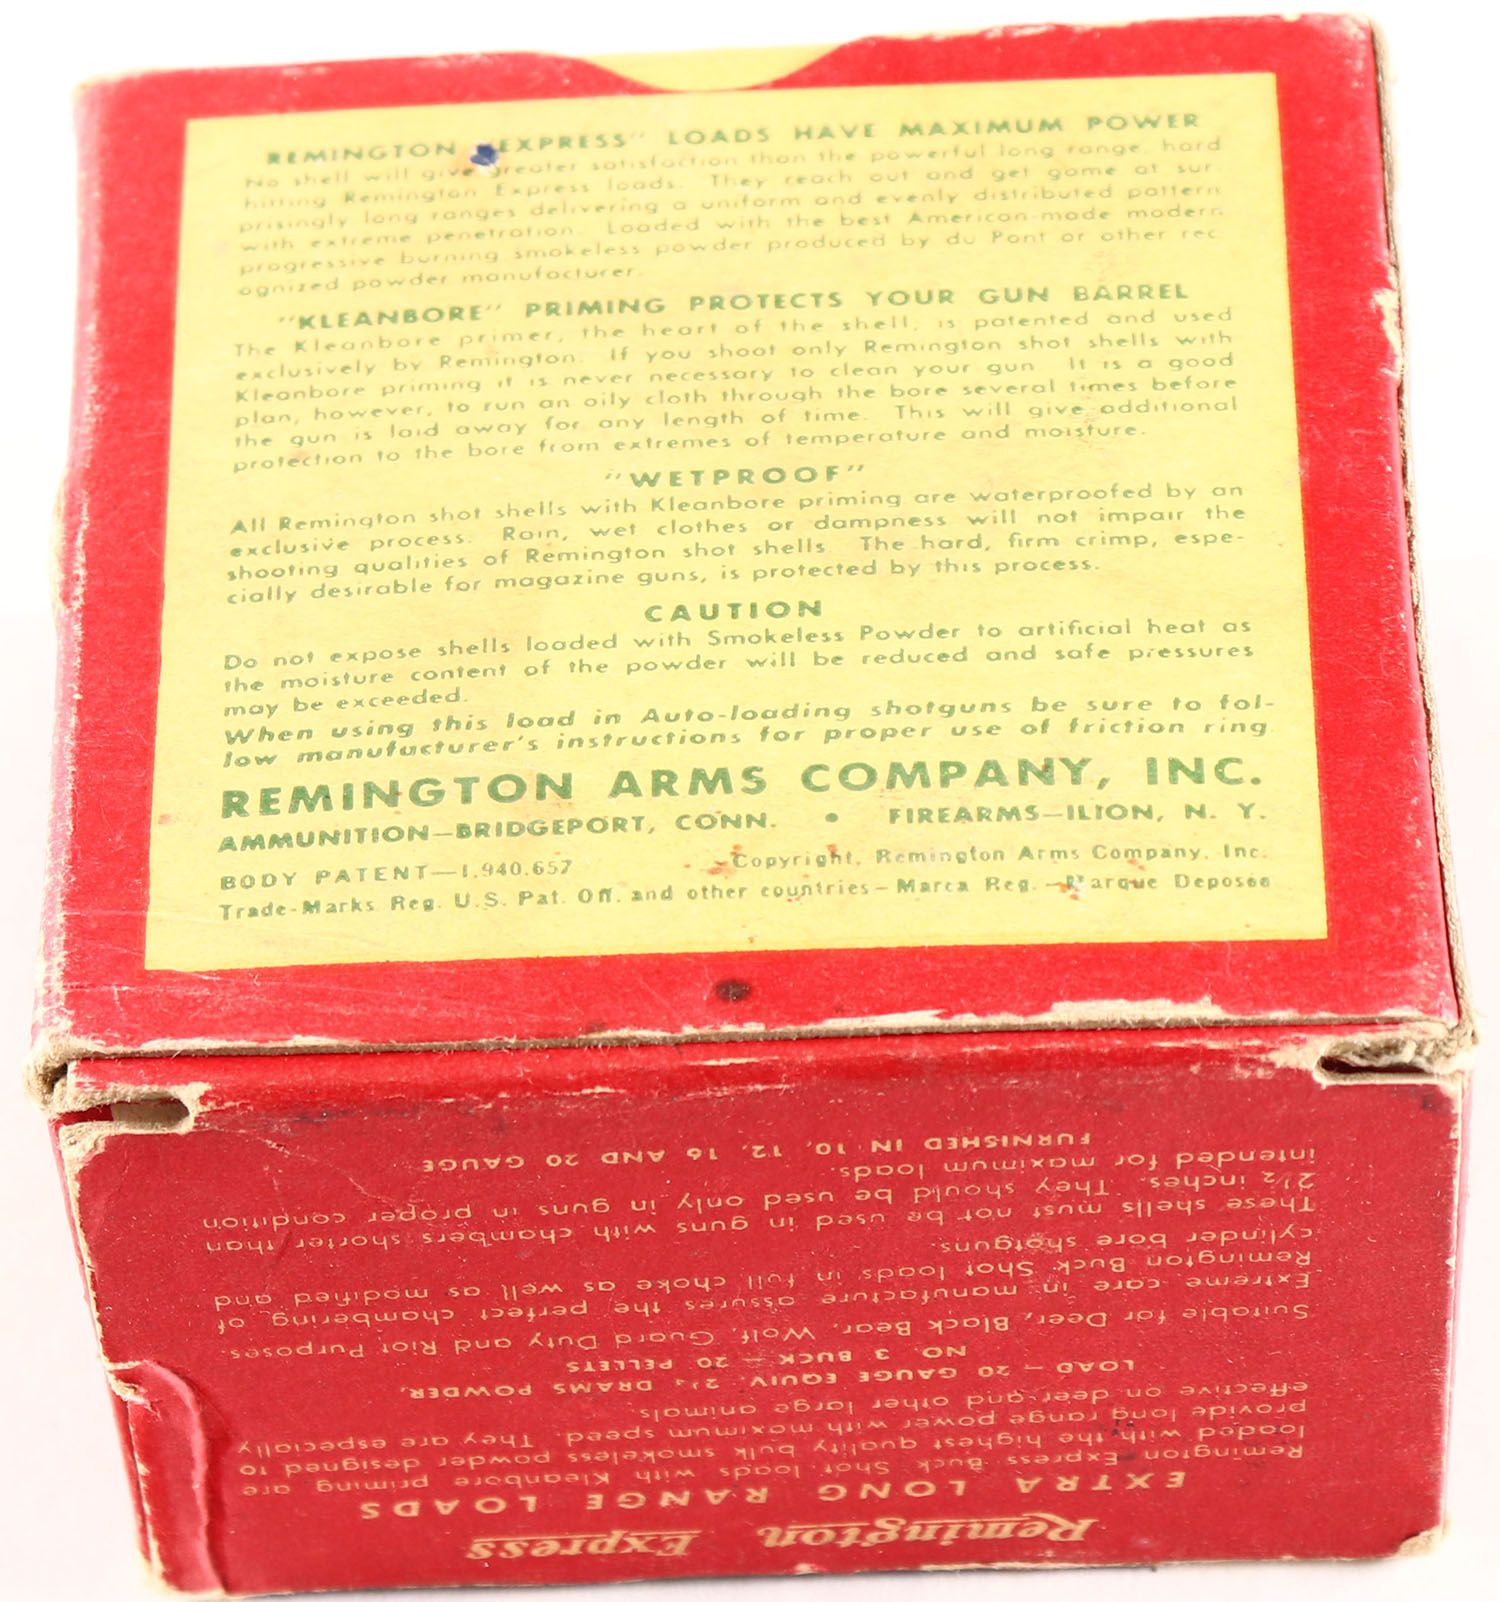 REMINGTON "EXPRESS" LOADS HAVE MAXIMUM POWER
No shell will give greater satisfaction than the powerful long range, hard
hitting Remington Express loads. They reach out and get game at sur-
prisingly long ranges delivering a uniform and evenly distributed pattern
with extreme penetration. Loaded with the best American-made modern
progressive burning smokeless powder produced by du Pont or other rec
ognized powder manufacturer.
"KLEANBORE" PRIMING PROTECTS YOUR GUN BARREL
The Kleanbore primer, the heart of the shell, is patented and used
exclusively by Remington. If you shoot only Remington shot shells with
Kleanbore priming it is never necessary to clean your gun. It is a good
plan, however, to run an oily cloth through the bore several times before
the gun is laid away for any length of time. This will give additional
protection to the bore from extremes of temperature and moisture.
"WETPROOF"
All Remington shot shells with Kleanbore priming are waterproofed by an
exclusive process. Rain, wet clothes or dampness will not impair the
shooting qualities of Remington shot shells. The hard, firm crimp, espe-
cially desirable for magazine guns, is protected by this process.
CAUTION
Do not expose shells loaded with Smokeless Powder to artificial heat as
the moisture content of the powder will be reduced and safe pressures
may be exceeded.
When using this load in Auto-loading shotguns be sure to fol-
low manufacturer's instructions for proper use of friction ring
REMINGTON ARMS COMPANY, INC.
AMMUNITION—BRIDGEPORT, CONN. • FIREARMS—ILION, N. Y.
BODY PATENT—1,940,657 Copyright, Remington Arms Company, Inc.
Trade-Marks Reg. U.S. Pat. Off. and other countries – Marca Reg. – Marque Deposée
Remington Express
EXTRA LONG RANGE LOADS
Remington Express Buck Shot loads with Kleanbore priming are
loaded with the highest quality bulk smokeless powder designed to
provide long range power with maximum speed. They are especially
effective on deer and other large animals.
LOAD – 20 GAUGE EQUIV. 2¼ DRAMS POWDER,
NO. 3 BUCK – 20 PELLETS
Suitable for Deer, Black Bear, Wolf, Guard Duty and Riot Purposes.
Extreme care in manufacture assures the perfect chambering of
Remington Buck Shot loads in full choke as well as modified and
cylinder bore shotguns.
These shells must not be used in guns with chambers shorter than
2½ inches. They should be used only in guns in proper condition
intended for maximum loads.
FURNISHED IN 10, 12, 16 AND 20 GAUGE